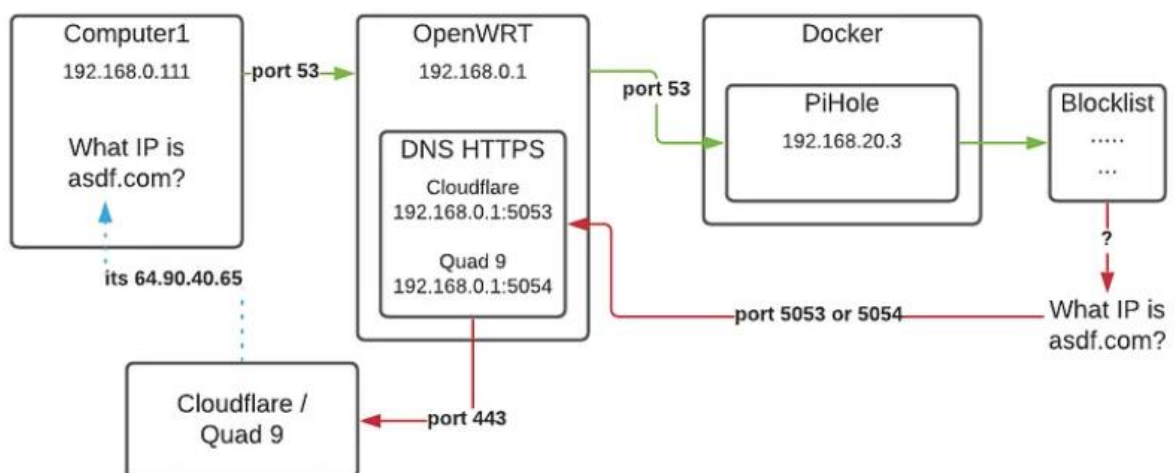 Computer1
192.168.0.111
What IP is
asdf.com?
its 64.90.40.65
port 53
OpenWRT
192.168.0.1
DNS HTTPS
Cloudflare
192.168.0.1:5053
Quad 9
192.168.0.1:5054
port 53
Docker
PiHole
192.168.20.3
Blocklist
.....
...
?
What IP is
asdf.com?
port 5053 or 5054
port 443
Cloudflare /
Quad 9